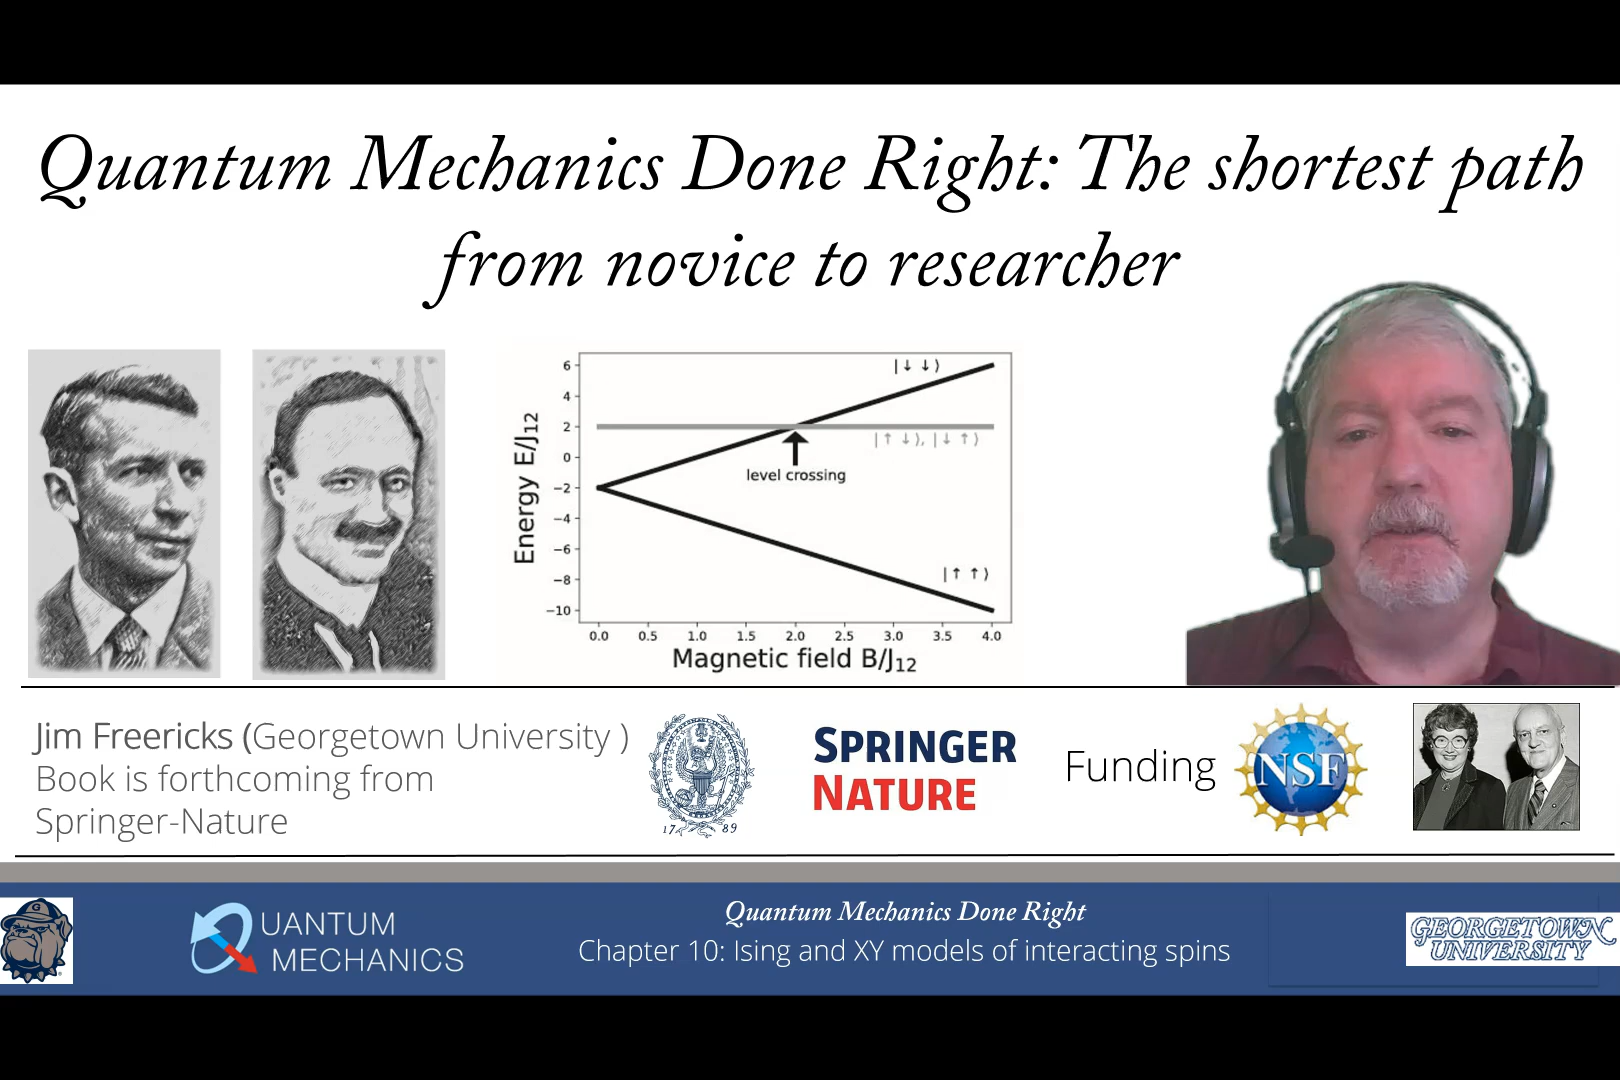 Quantum Mechanics Done Right: The shortest path
from novice to researcher
6
4
2
0
−2
−4
−6
−8
−10
Energy E/J12
|↓ ↓⟩
|↑ ↓⟩, |↓ ↑⟩
level crossing
|↑ ↑⟩
0.0 0.5 1.0 1.5 2.0 2.5 3.0 3.5 4.0
Magnetic field B/J12
Jim Freericks (Georgetown University )
Book is forthcoming from
Springer-Nature
17 89
SPRINGER
NATURE
Funding
NSF
G
QUANTUM
MECHANICS
Quantum Mechanics Done Right
Chapter 10: Ising and XY models of interacting spins
GEORGETOWN
UNIVERSITY